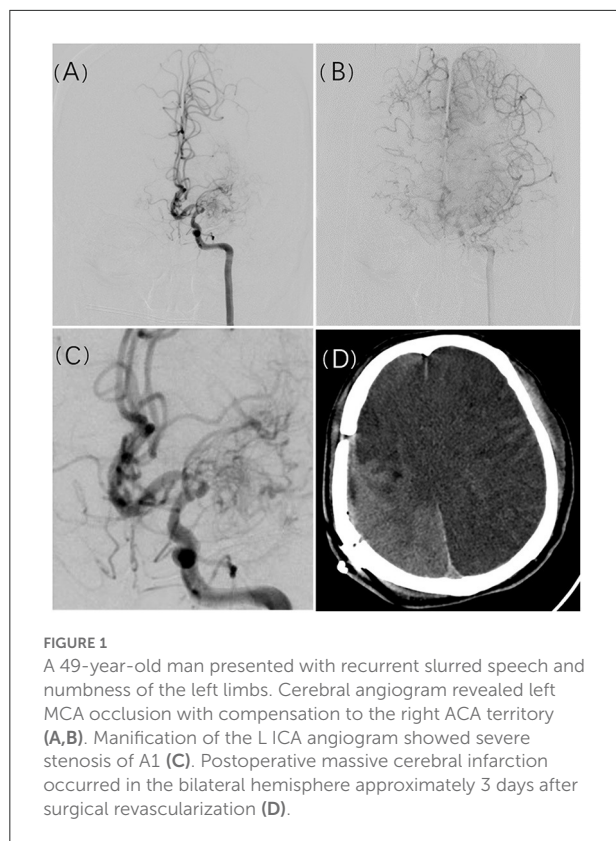 (A)
(B)
(C)
(D)
FIGURE 1
A 49-year-old man presented with recurrent slurred speech and
numbness of the left limbs. Cerebral angiogram revealed left
MCA occlusion with compensation to the right ACA territory
(A,B). Manification of the L ICA angiogram showed severe
stenosis of A1 (C). Postoperative massive cerebral infarction
occurred in the bilateral hemisphere approximately 3 days after
surgical revascularization (D).